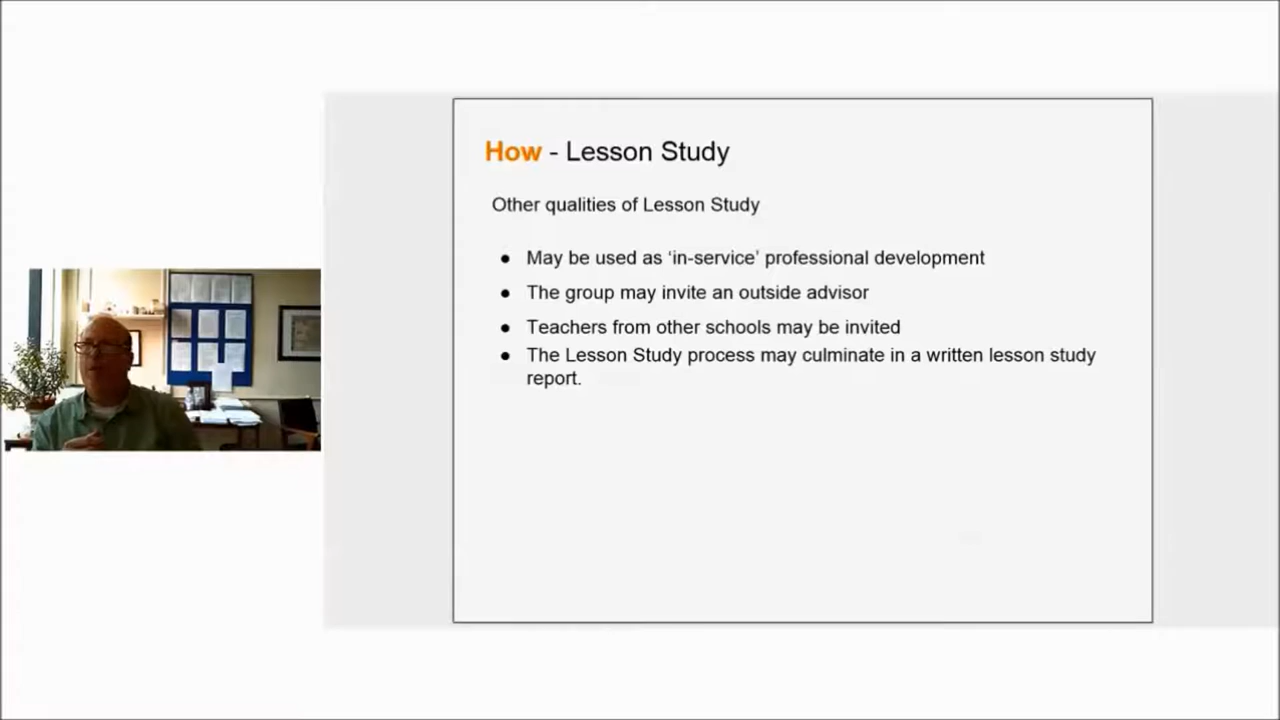 How - Lesson Study
Other qualities of Lesson Study
● May be used as ‘in-service’ professional development
● The group may invite an outside advisor
● Teachers from other schools may be invited
● The Lesson Study process may culminate in a written lesson study
report.